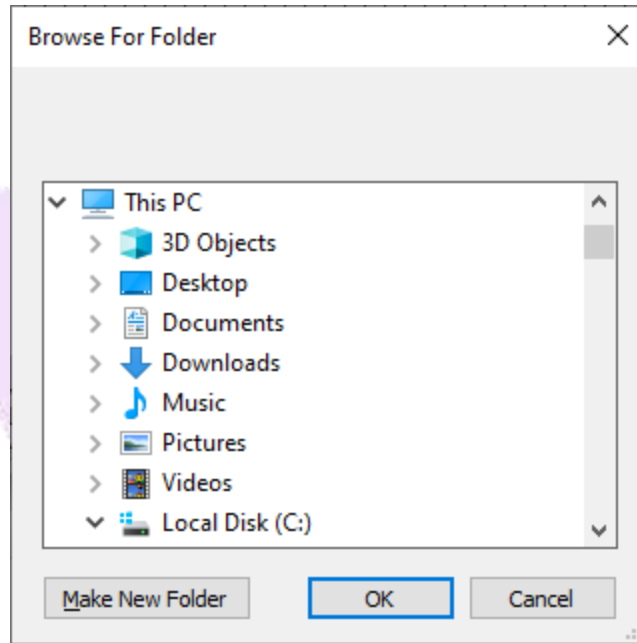 Browse For Folder
This PC
3D Objects
Desktop
Documents
Downloads
Music
Pictures
Videos
Local Disk (C:)
Make New Folder OK Cancel